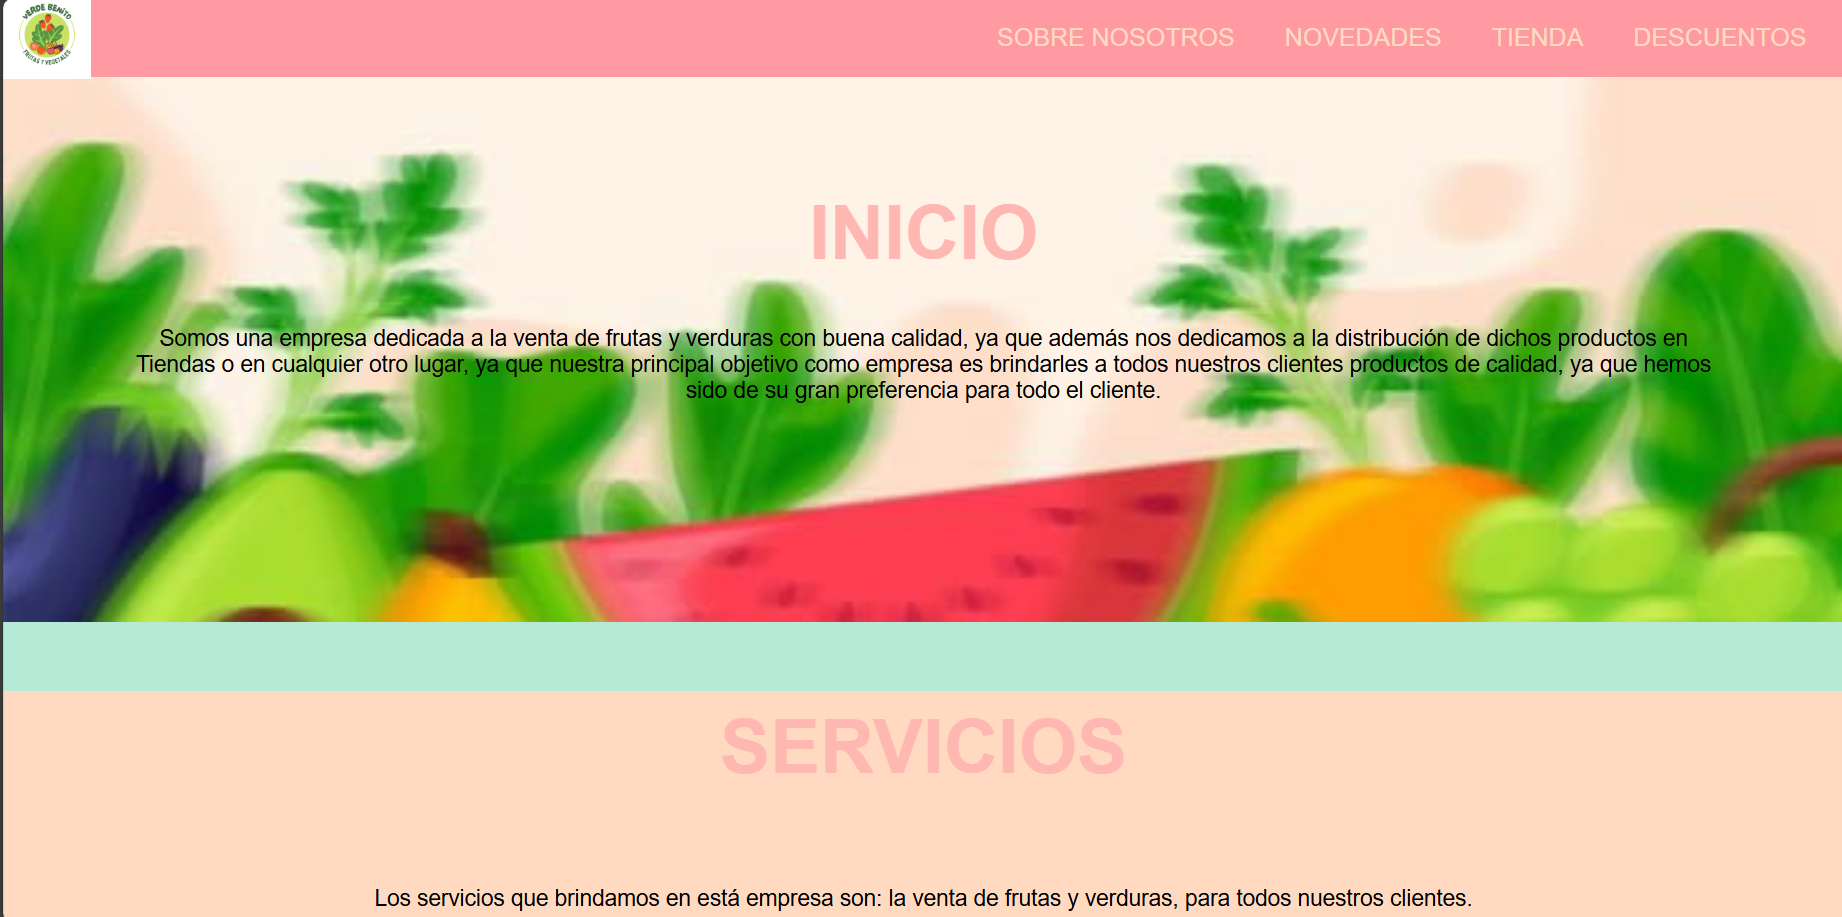 VERDE BENITO
FRUTAS Y VEGETALES
SOBRE NOSOTROS NOVEDADES TIENDA DESCUENTOS
INICIO
Somos una empresa dedicada a la venta de frutas y verduras con buena calidad, ya que además nos dedicamos a la distribución de dichos productos en
Tiendas o en cualquier otro lugar, ya que nuestra principal objetivo como empresa es brindarles a todos nuestros clientes productos de calidad, ya que hemos
sido de su gran preferencia para todo el cliente.
SERVICIOS
Los servicios que brindamos en está empresa son: la venta de frutas y verduras, para todos nuestros clientes.